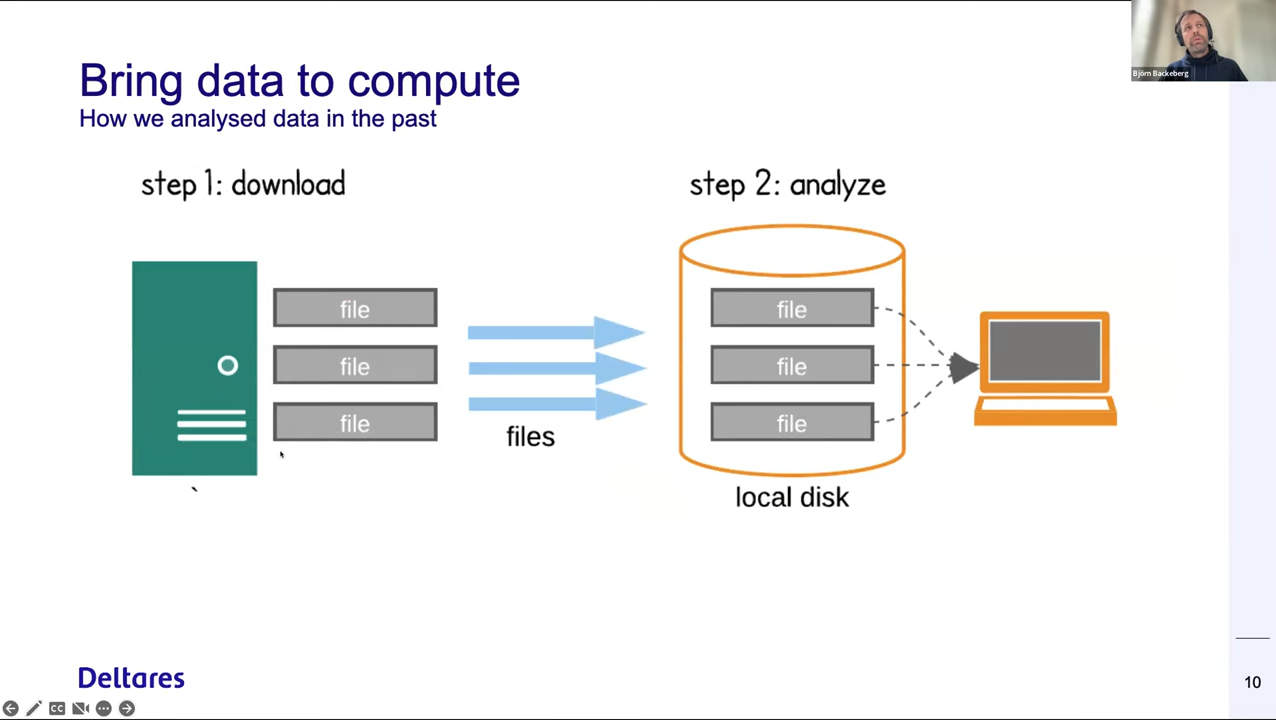 Björn Backeberg
Bring data to compute
How we analysed data in the past
step 1: download
step 2: analyze
file
file
file
files
file
file
file
local disk
`
Deltares
10
CC